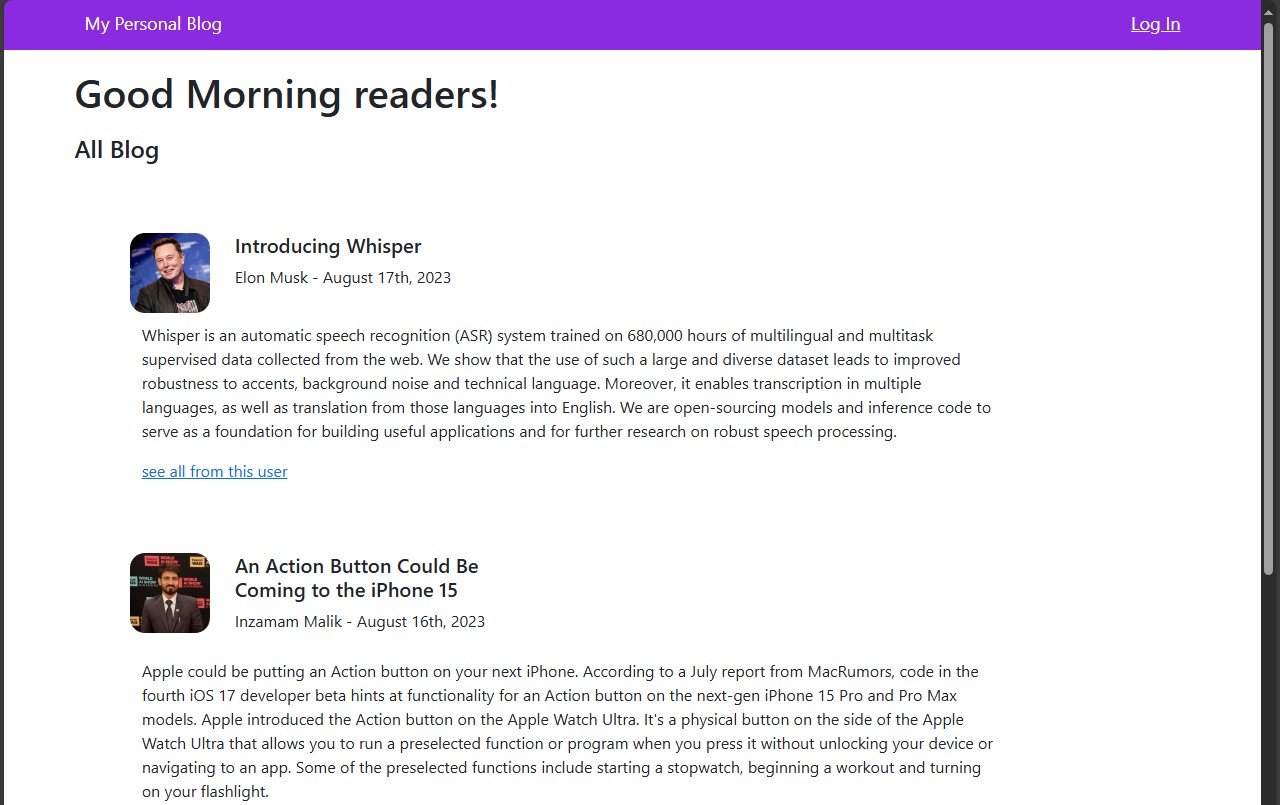 My Personal Blog
Log In
Good Morning readers!
All Blog
Introducing Whisper
Elon Musk - August 17th, 2023
Whisper is an automatic speech recognition (ASR) system trained on 680,000 hours of multilingual and multitask
supervised data collected from the web. We show that the use of such a large and diverse dataset leads to improved
robustness to accents, background noise and technical language. Moreover, it enables transcription in multiple
languages, as well as translation from those languages into English. We are open-sourcing models and inference code to
serve as a foundation for building useful applications and for further research on robust speech processing.
see all from this user
An Action Button Could Be
Coming to the iPhone 15
Inzamam Malik - August 16th, 2023
Apple could be putting an Action button on your next iPhone. According to a July report from MacRumors, code in the
fourth iOS 17 developer beta hints at functionality for an Action button on the next-gen iPhone 15 Pro and Pro Max
models. Apple introduced the Action button on the Apple Watch Ultra. It's a physical button on the side of the Apple
Watch Ultra that allows you to run a preselected function or program when you press it without unlocking your device or
navigating to an app. Some of the preselected functions include starting a stopwatch, beginning a workout and turning
on your flashlight.